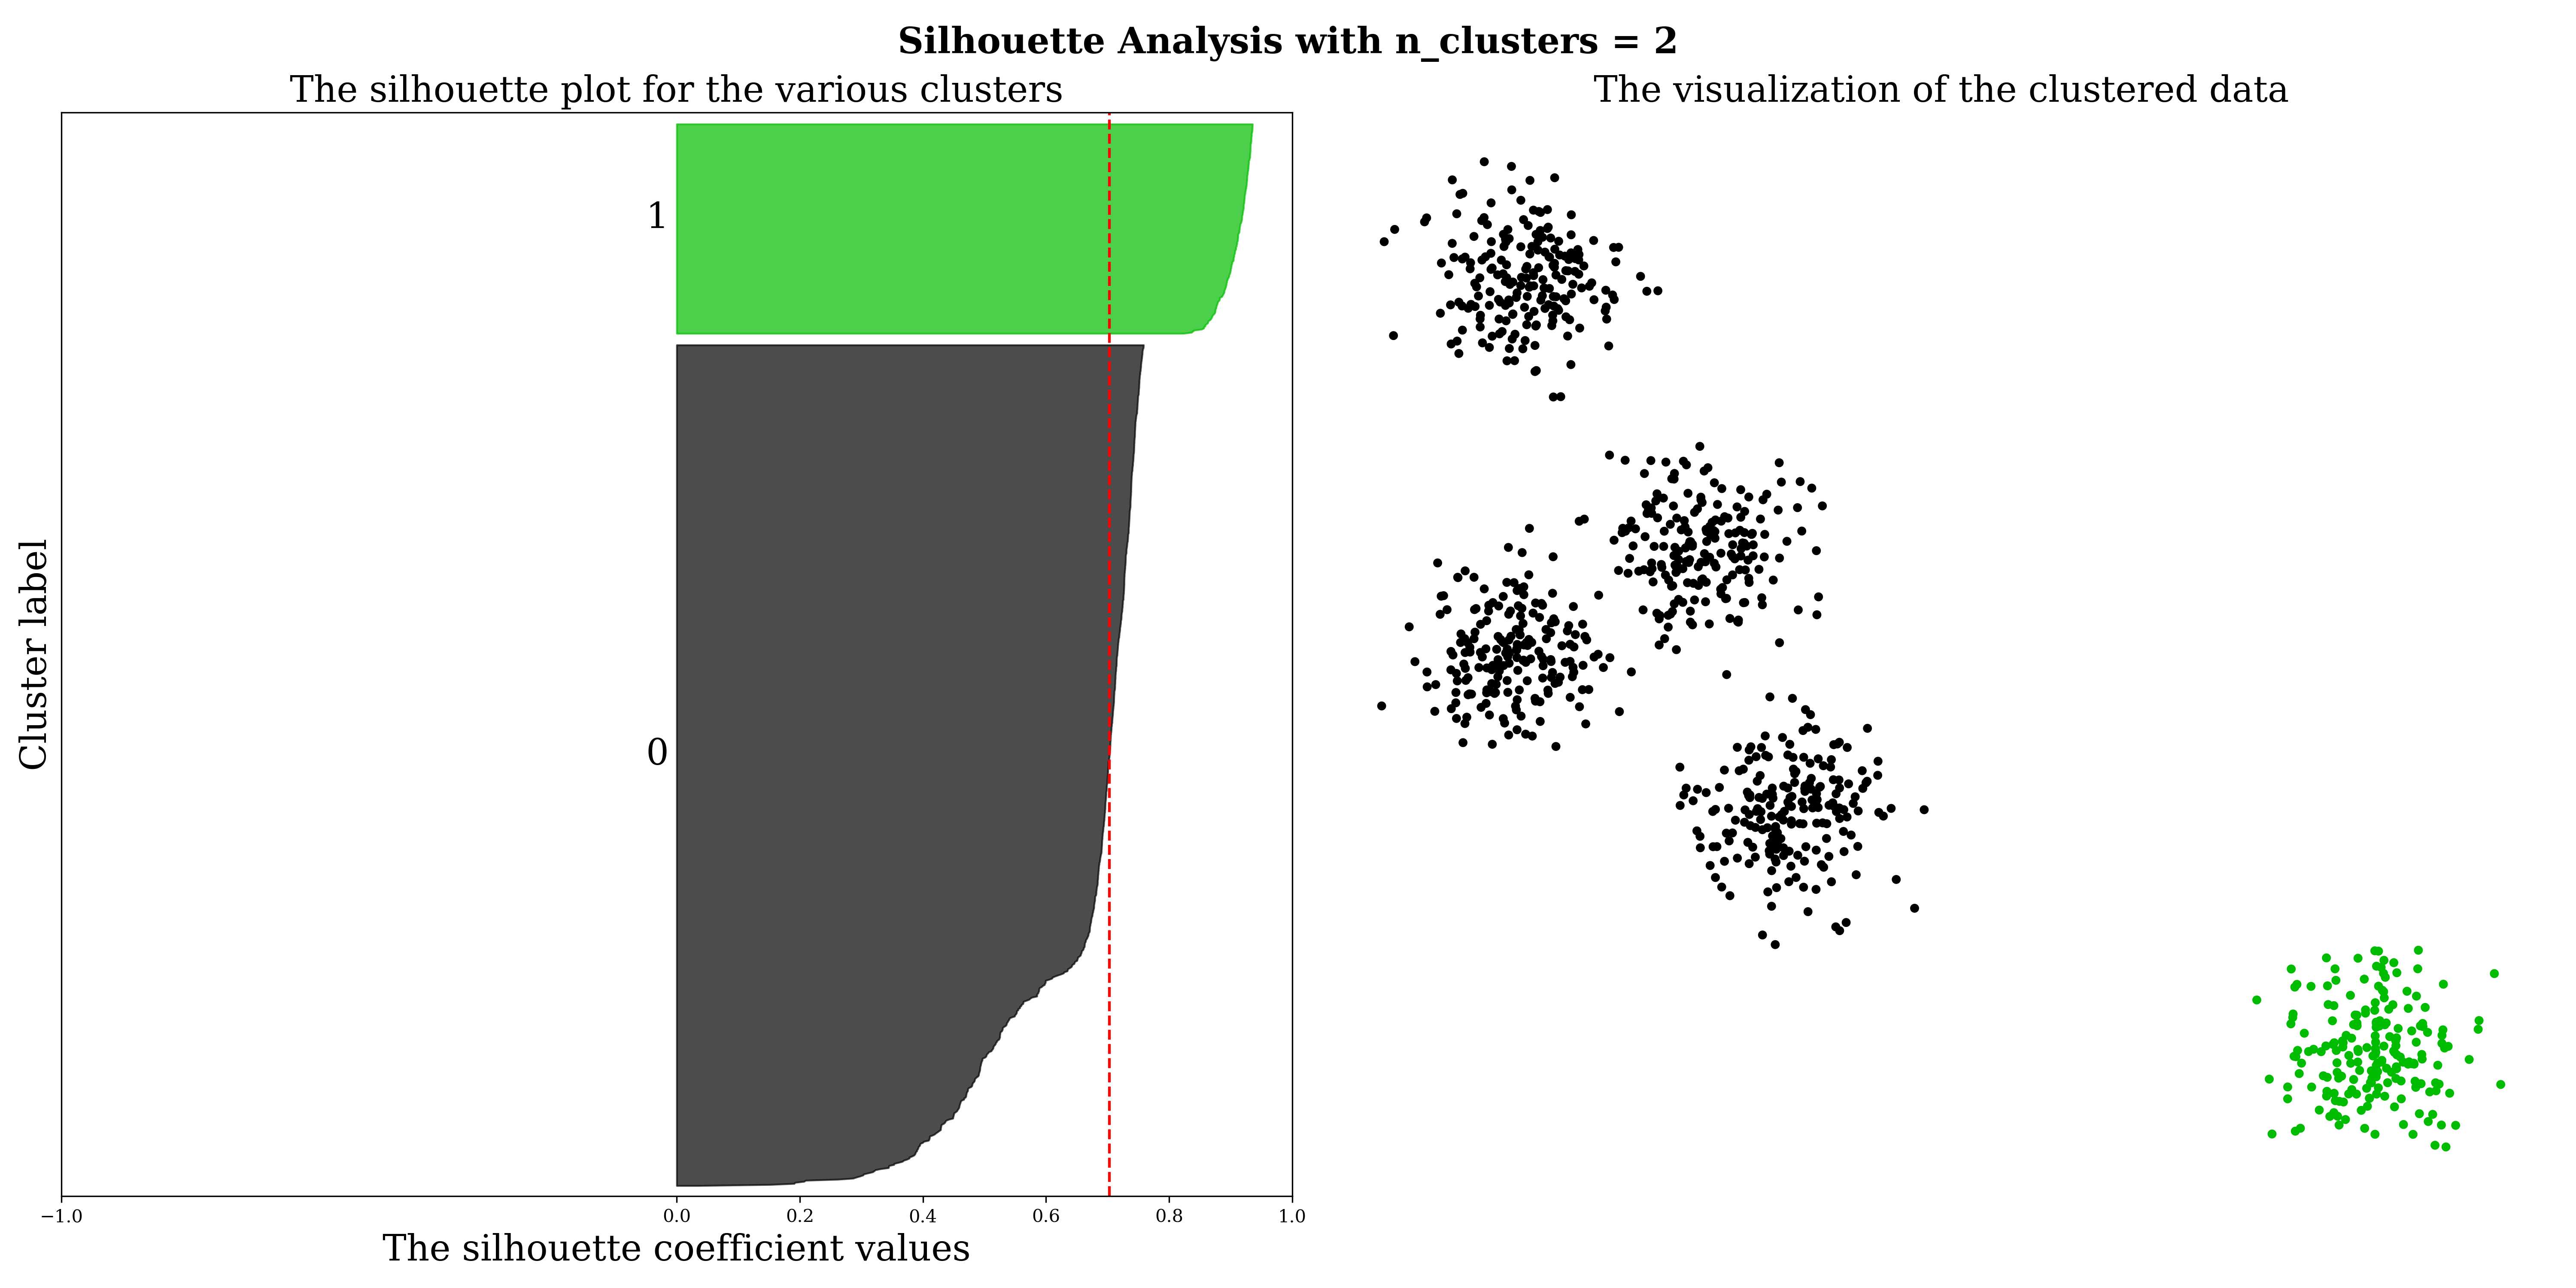 Silhouette Analysis with n_clusters = 2
The silhouette plot for the various clusters
The visualization of the clustered data
1
0
Cluster label
−1.0 0.0 0.2 0.4 0.6 0.8 1.0
The silhouette coefficient values